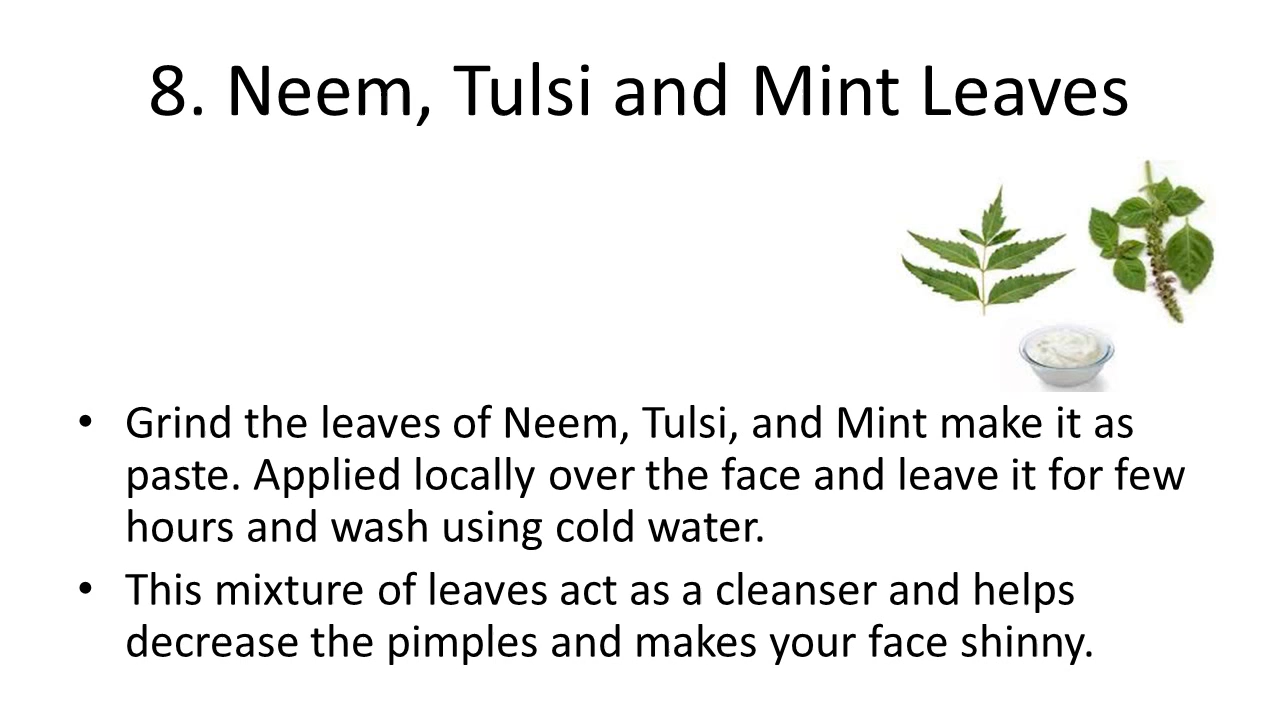 8. Neem, Tulsi and Mint Leaves
• Grind the leaves of Neem, Tulsi, and Mint make it as
paste. Applied locally over the face and leave it for few
hours and wash using cold water.
• This mixture of leaves act as a cleanser and helps
decrease the pimples and makes your face shinny.